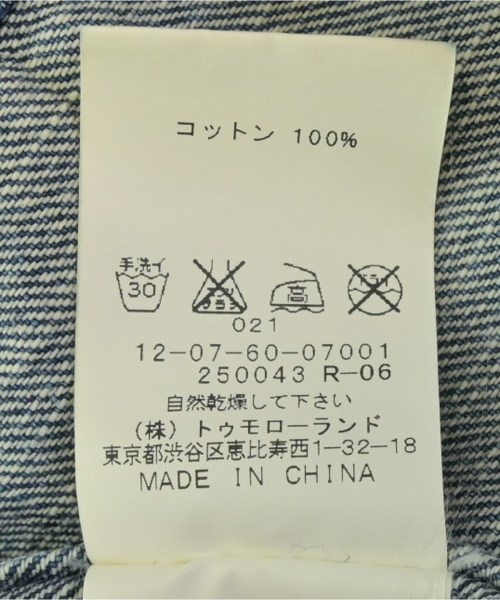 コットン 100%
手洗イ 30 エンソサラシ 高 ドライ
021
12-07-60-07001
250043 R-06
自然乾燥して下さい
(株) トゥモローランド
東京都渋谷区恵比寿西1-32-18
MADE IN CHINA